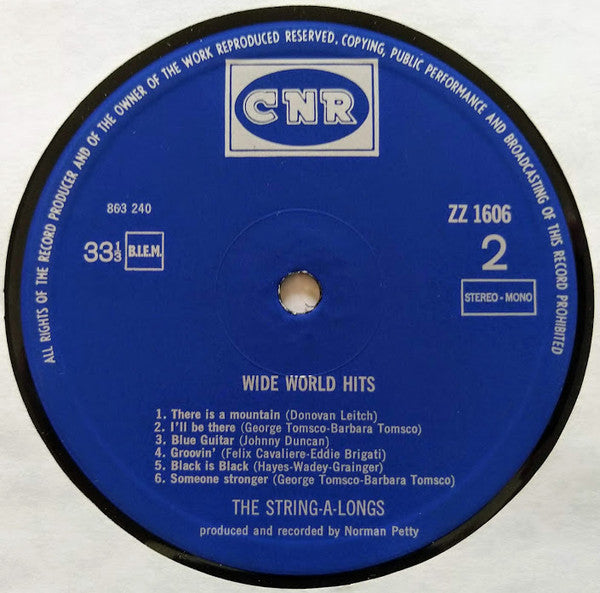 ALL RIGHTS OF THE RECORD PRODUCER AND OF THE OWNER OF THE WORK REPRODUCED RESERVED. COPYING, PUBLIC PERFORMANCE AND BROADCASTING OF THIS RECORD PROHIBITED
CNR
863 240
ZZ 1606
33⅓ B.I.E.M.
2
STEREO - MONO
WIDE WORLD HITS
1. There is a mountain (Donovan Leitch)
2. I'll be there (George Tomsco-Barbara Tomsco)
3. Blue Guitar (Johnny Duncan)
4. Groovin' (Felix Cavaliere-Eddie Brigati)
5. Black is Black (Hayes-Wadey-Grainger)
6. Someone stronger (George Tomsco-Barbara Tomsco)
THE STRING-A-LONGS
produced and recorded by Norman Petty